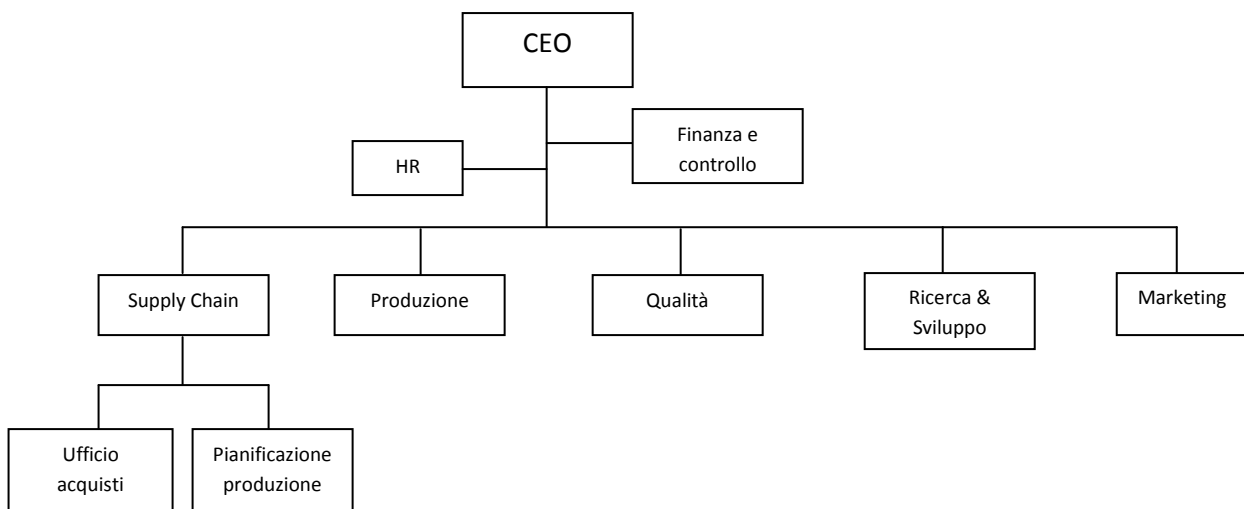 CEO
Finanza e
controllo
HR
Supply Chain
Produzione
Qualità
Ricerca &
Sviluppo
Marketing
Ufficio
acquisti
Pianificazione
produzione